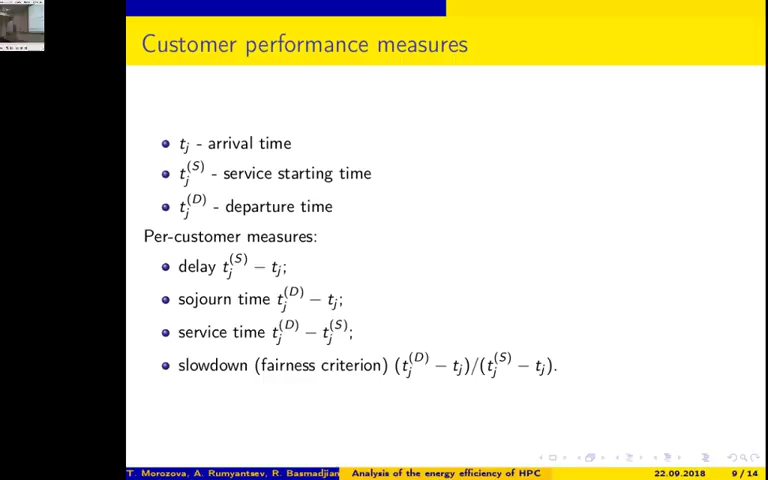 Customer performance measures
t_j - arrival time
t_j^(S) - service starting time
t_j^(D) - departure time
Per-customer measures:
delay t_j^(S) − t_j;
sojourn time t_j^(D) − t_j;
service time t_j^(D) − t_j^(S);
slowdown (fairness criterion) (t_j^(D) − t_j)/(t_j^(S) − t_j).
T. Morozova, A. Rumyantsev, R. Basmadjian Analysis of the energy efficiency of HPC 22.09.2018 9 / 14